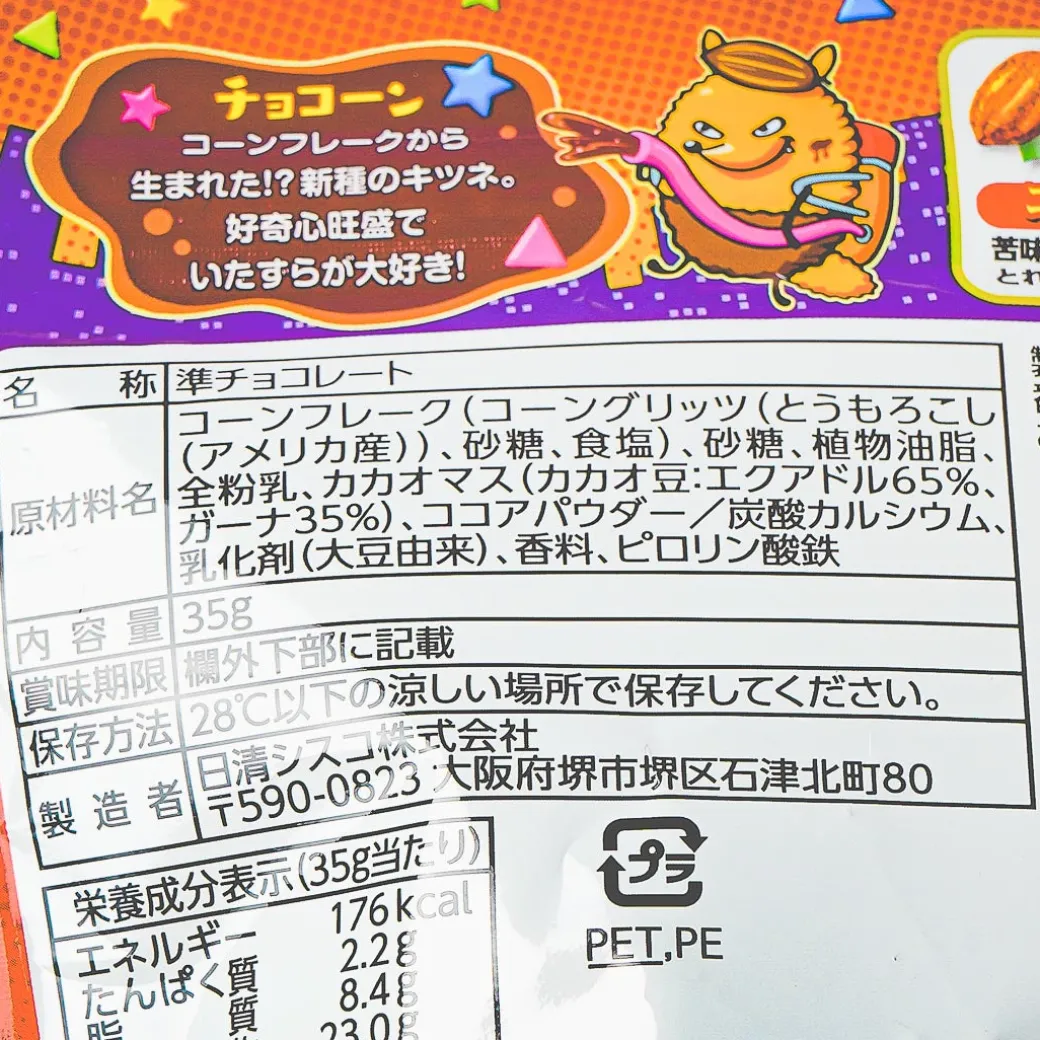 チョコーン
コーンフレークから
生まれた!?新種のキツネ。
好奇心旺盛で
いたずらが大好き!
苦味
とれ
名称 準チョコレート
原材料名 コーンフレーク(コーングリッツ(とうもろこし
(アメリカ産))、砂糖、食塩)、砂糖、植物油脂、
全粉乳、カカオマス(カカオ豆:エクアドル65%、
ガーナ35%)、ココアパウダー/炭酸カルシウム、
乳化剤(大豆由来)、香料、ピロリン酸鉄
内容量 35g
賞味期限 欄外下部に記載
保存方法 28℃以下の涼しい場所で保存してください。
製造者 日清シスコ株式会社
〒590-0823 大阪府堺市堺区石津北町80
栄養成分表示(35g当たり)
エネルギー 176kcal
たんぱく質 2.2g
脂質 8.4g
23.0g
プラ
PET,PE